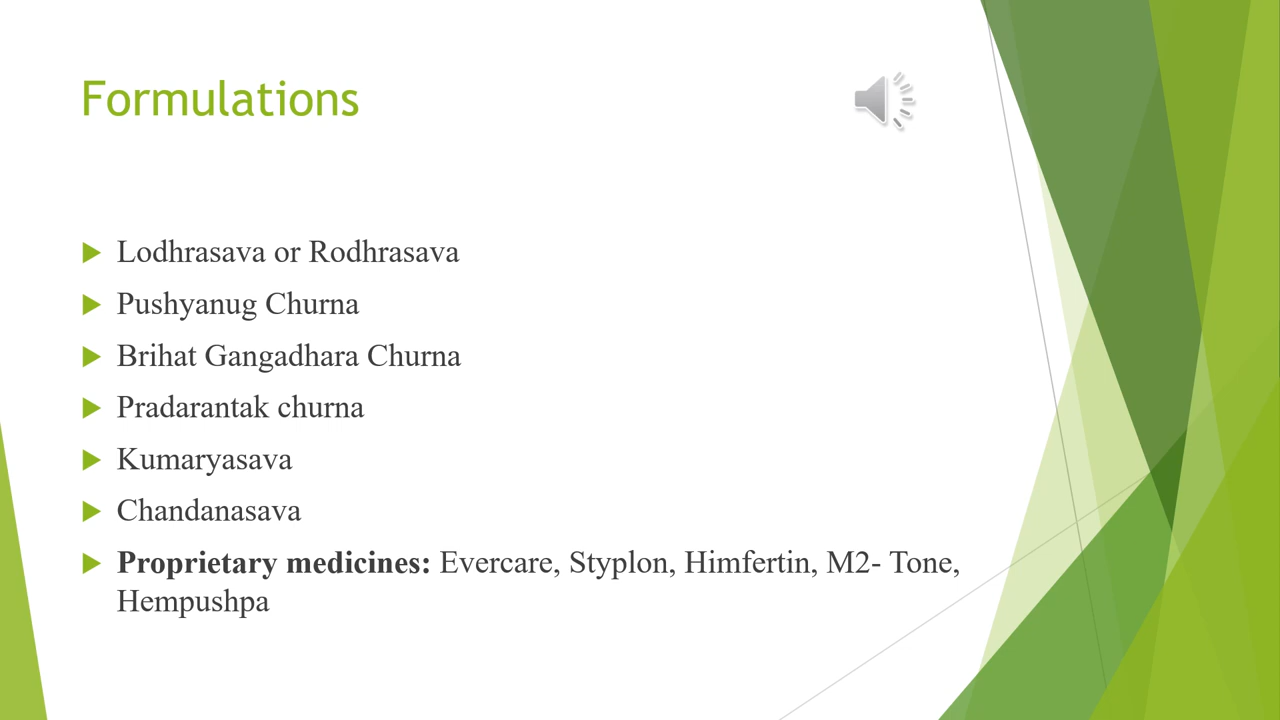 Formulations
Lodhrasava or Rodhrasava
Pushyanug Churna
Brihat Gangadhara Churna
Pradarantak churna
Kumaryasava
Chandanasava
Proprietary medicines: Evercare, Styplon, Himfertin, M2- Tone,
Hempushpa